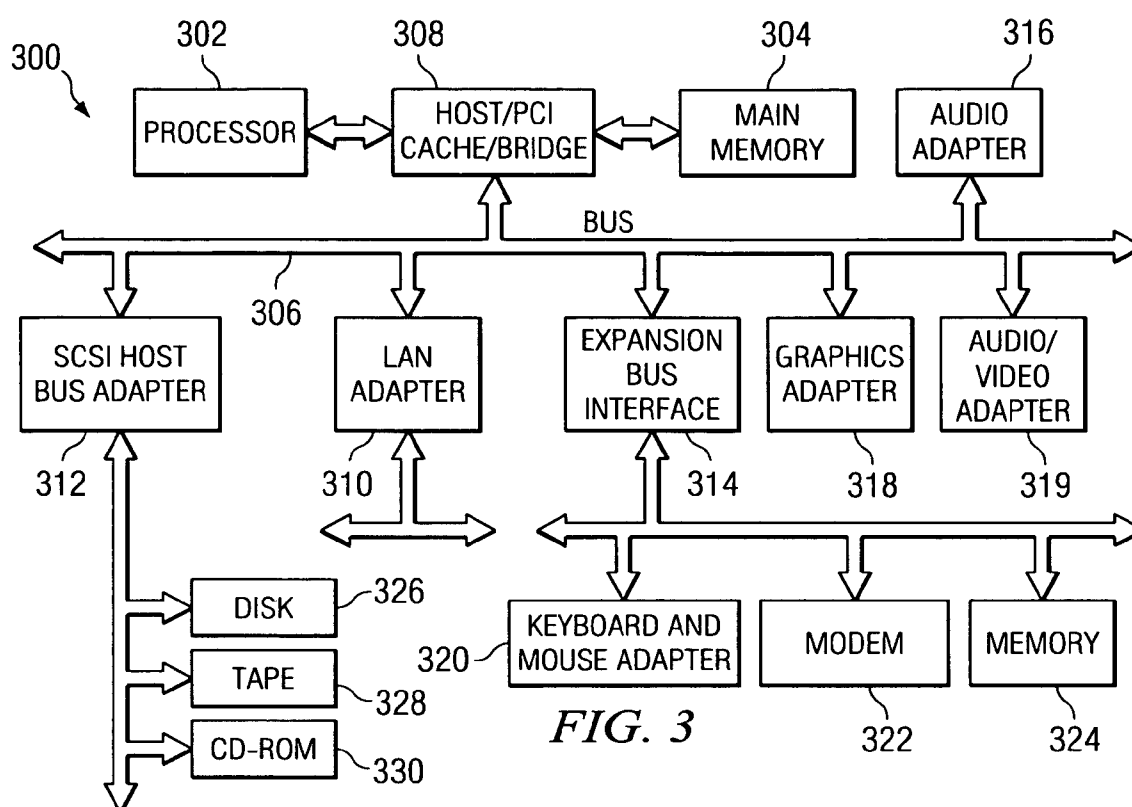 302
308
304
316
300
PROCESSOR
HOST/PCI
CACHE/BRIDGE
MAIN
MEMORY
AUDIO
ADAPTER
BUS
306
SCSI HOST
BUS ADAPTER
LAN
ADAPTER
EXPANSION
BUS
INTERFACE
GRAPHICS
ADAPTER
AUDIO/
VIDEO
ADAPTER
312
310
314
318
319
DISK
326
TAPE
328
CD-ROM
330
320
KEYBOARD AND
MOUSE ADAPTER
MODEM
MEMORY
322
324
FIG. 3